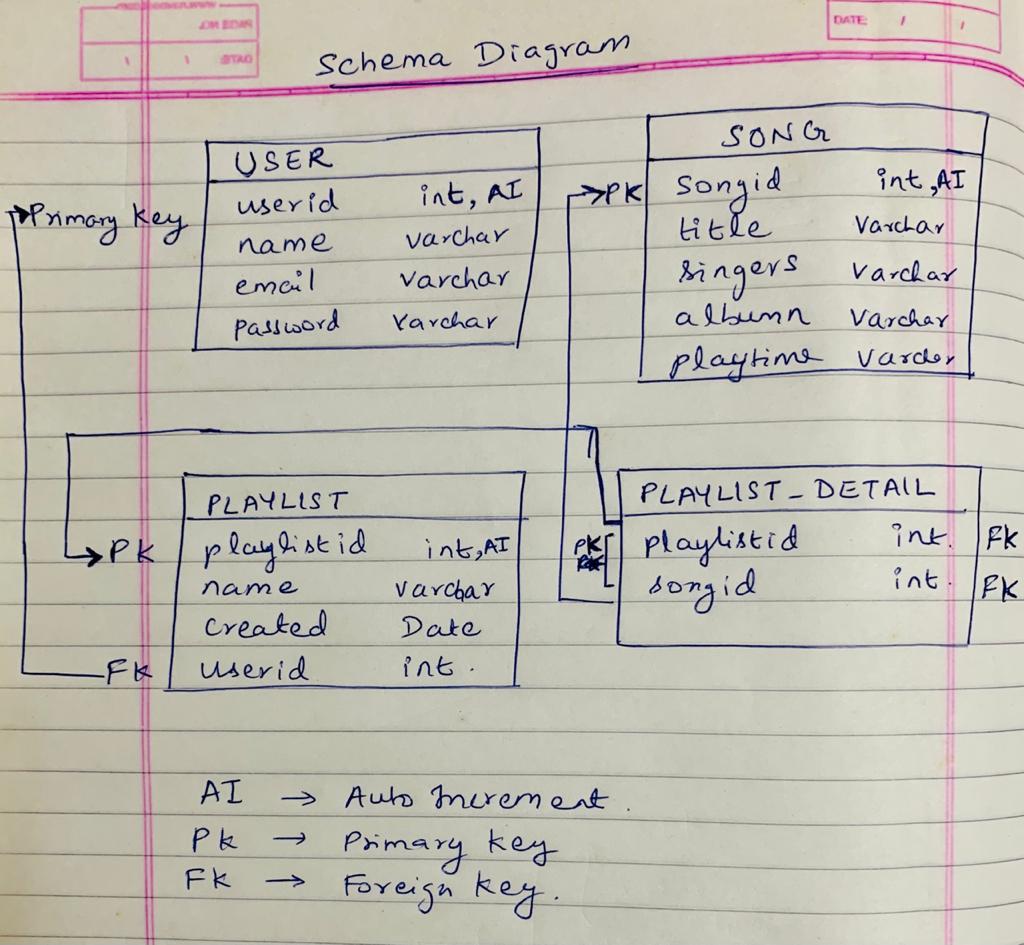 DATE: / /
Schema Diagram
USER
Primary key userid int, AI
name varchar
email varchar
password varchar
SONG
PK songid int, AI
title varchar
singers varchar
albumn varchar
playtime
PLAYLIST
PK playlistid int, AI
name varchar
created Date
FK userid int.
PLAYLIST_DETAIL
PK playlistid int. FK
songid int. FK
AI → Auto Increment.
PK → Primary key
FK → Foreign key.